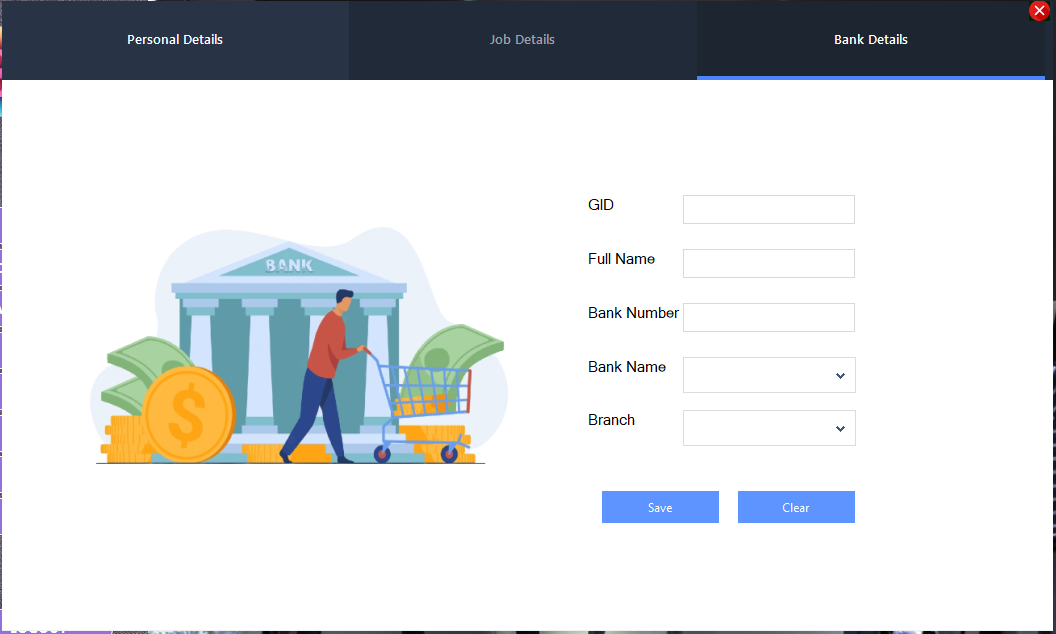 Personal Details
Job Details
Bank Details
BANK
GID
Full Name
Bank Number
Bank Name
Branch
Save
Clear